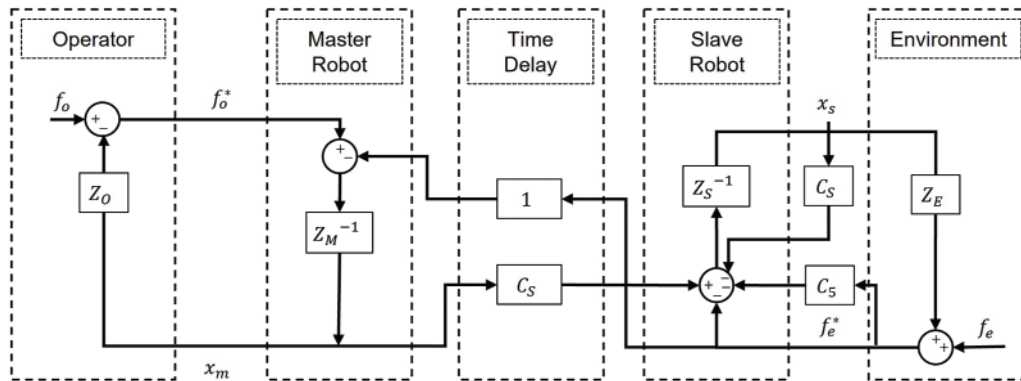 Operator
Master
Robot
Time
Delay
Slave
Robot
Environment
f_o
f_o^*
x_s
+
−
+
−
Z_O
1
Z_S^{-1}
C_S
Z_E
Z_M^{-1}
C_S
+
−
−
−
C_5
f_e^*
+
+
f_e
x_m